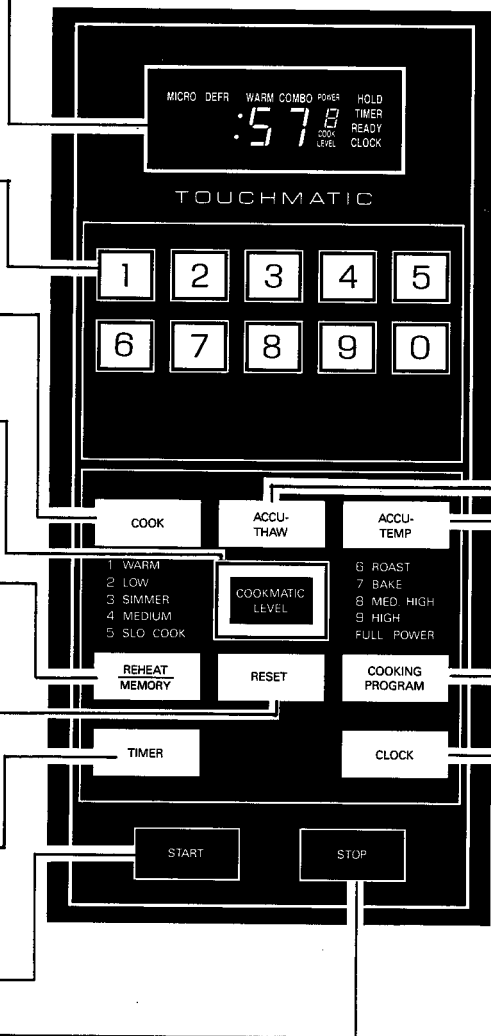 MICRO DEFR WARM COMBO POWER HOLD
TIMER
:57 8 READY
COOK
LEVEL CLOCK
TOUCHMATIC
1 2 3 4 5
6 7 8 9 0
COOK ACCU-
THAW ACCU-
TEMP
1 WARM
2 LOW
3 SIMMER
4 MEDIUM
5 SLO COOK
COOKMATIC
LEVEL
6 ROAST
7 BAKE
8 MED. HIGH
9 HIGH
FULL POWER
REHEAT
MEMORY
RESET
COOKING
PROGRAM
TIMER CLOCK
START STOP